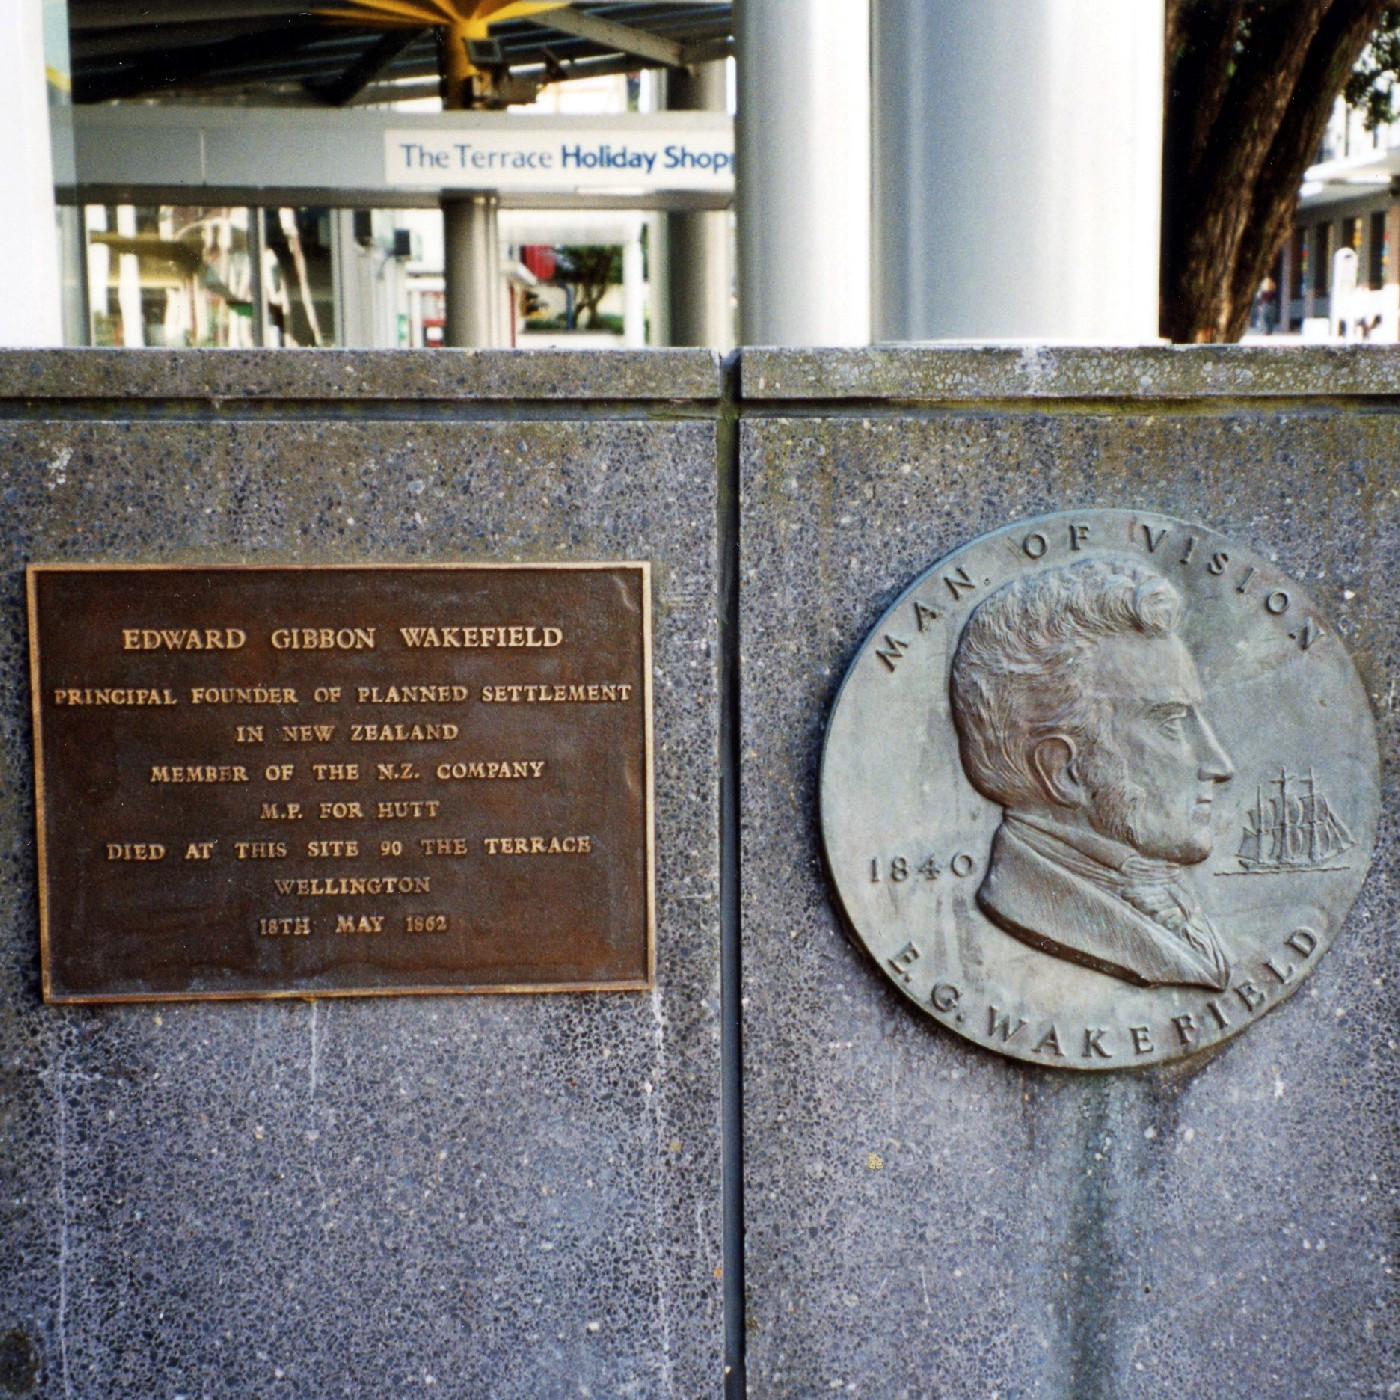 The Terrace Holiday Shop
EDWARD GIBBON WAKEFIELD
PRINCIPAL FOUNDER OF PLANNED SETTLEMENT
IN NEW ZEALAND
MEMBER OF THE N.Z. COMPANY
M.P. FOR HUTT
DIED AT THIS SITE 90 THE TERRACE
WELLINGTON
18TH MAY 1862
MAN. OF VISION
1840
E.G. WAKEFIELD